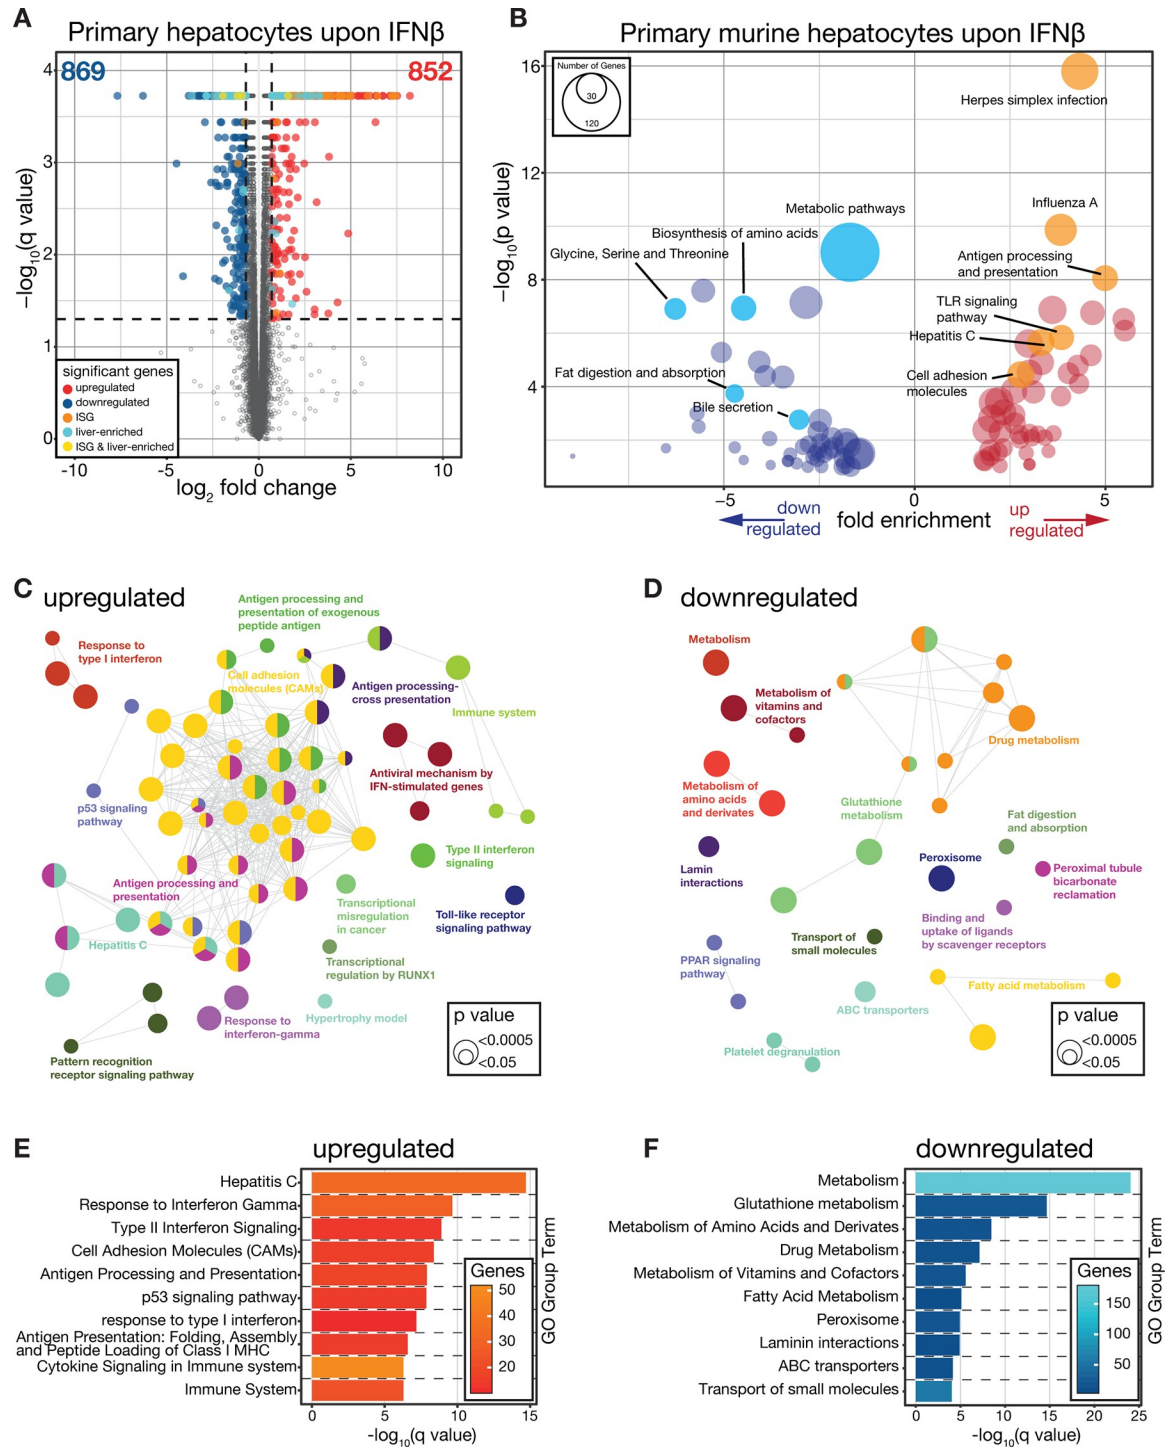 A
Primary hepatocytes upon IFNβ
869
852
4
3
2
1
0
−log10(q value)
significant genes
upregulated
downregulated
ISG
liver-enriched
ISG & liver-enriched
-10
-5
0
5
10
log2 fold change
B
Primary murine hepatocytes upon IFNβ
16
12
8
4
−log10(p value)
Number of Genes
30
120
Herpes simplex infection
Influenza A
Metabolic pathways
Biosynthesis of amino acids
Glycine, Serine and Threonine
Antigen processing
and presentation
TLR signaling
pathway
Hepatitis C
Cell adhesion
molecules
Fat digestion and absorption
Bile secretion
−5
0
5
down
regulated
fold enrichment
up
regulated
C
upregulated
Antigen processing and
presentation of exogenous
peptide antigen
Response to
type I interferon
Cell adhesion
molecules (CAMs)
Antigen processing-
cross presentation
Immune system
Antiviral mechanism by
IFN-stimulated genes
p53 signaling
pathway
Type II interferon
signaling
Antigen processing and
presentation
Transcriptional
misregulation
in cancer
Toll-like receptor
signaling pathway
Hepatitis C
Transcriptional
regulation by RUNX1
Response to
interferon-gamma
Hypertrophy model
Pattern recognition
receptor signaling pathway
p value
<0.0005
<0.05
D
downregulated
Metabolism
Metabolism of
vitamins and
cofactors
Drug metabolism
Metabolism of
amino acids
and derivates
Glutathione
metabolism
Fat digestion
and absorption
Lamin
interactions
Peroxisome
Peroximal tubule
bicarbonate
reclamation
Binding and
uptake of ligands
by scavenger receptors
Transport of
small molecules
PPAR signaling
pathway
Fatty acid metabolism
ABC transporters
Platelet degranulation
p value
<0.0005
<0.05
E
upregulated
Hepatitis C
Response to Interferon Gamma
Type II Interferon Signaling
Cell Adhesion Molecules (CAMs)
Antigen Processing and Presentation
p53 signaling pathway
response to type I interferon
Antigen Presentation: Folding, Assembly
and Peptide Loading of Class I MHC
Cytokine Signaling in Immune system
Immune System
Genes
50
40
30
20
GO Group Term
0
5
10
15
-log10(q value)
F
downregulated
Metabolism
Glutathione metabolism
Metabolism of Amino Acids and Derivates
Drug Metabolism
Metabolism of Vitamins and Cofactors
Fatty Acid Metabolism
Peroxisome
Laminin interactions
ABC transporters
Transport of small molecules
Genes
150
100
50
GO Group Term
0
5
10
15
20
25
-log10(q value)